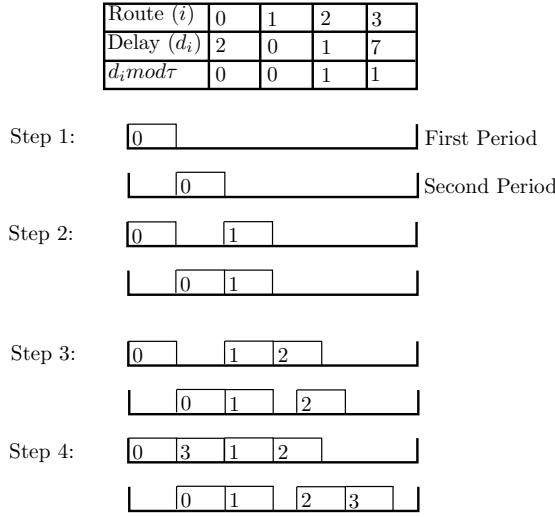 Route (i) 0 1 2 3
Delay (d_i) 2 0 1 7
d_i mod τ 0 0 1 1
Step 1: 0 First Period
0 Second Period
Step 2: 0 1
0 1
Step 3: 0 1 2
0 1 2
Step 4: 0 3 1 2
0 1 2 3